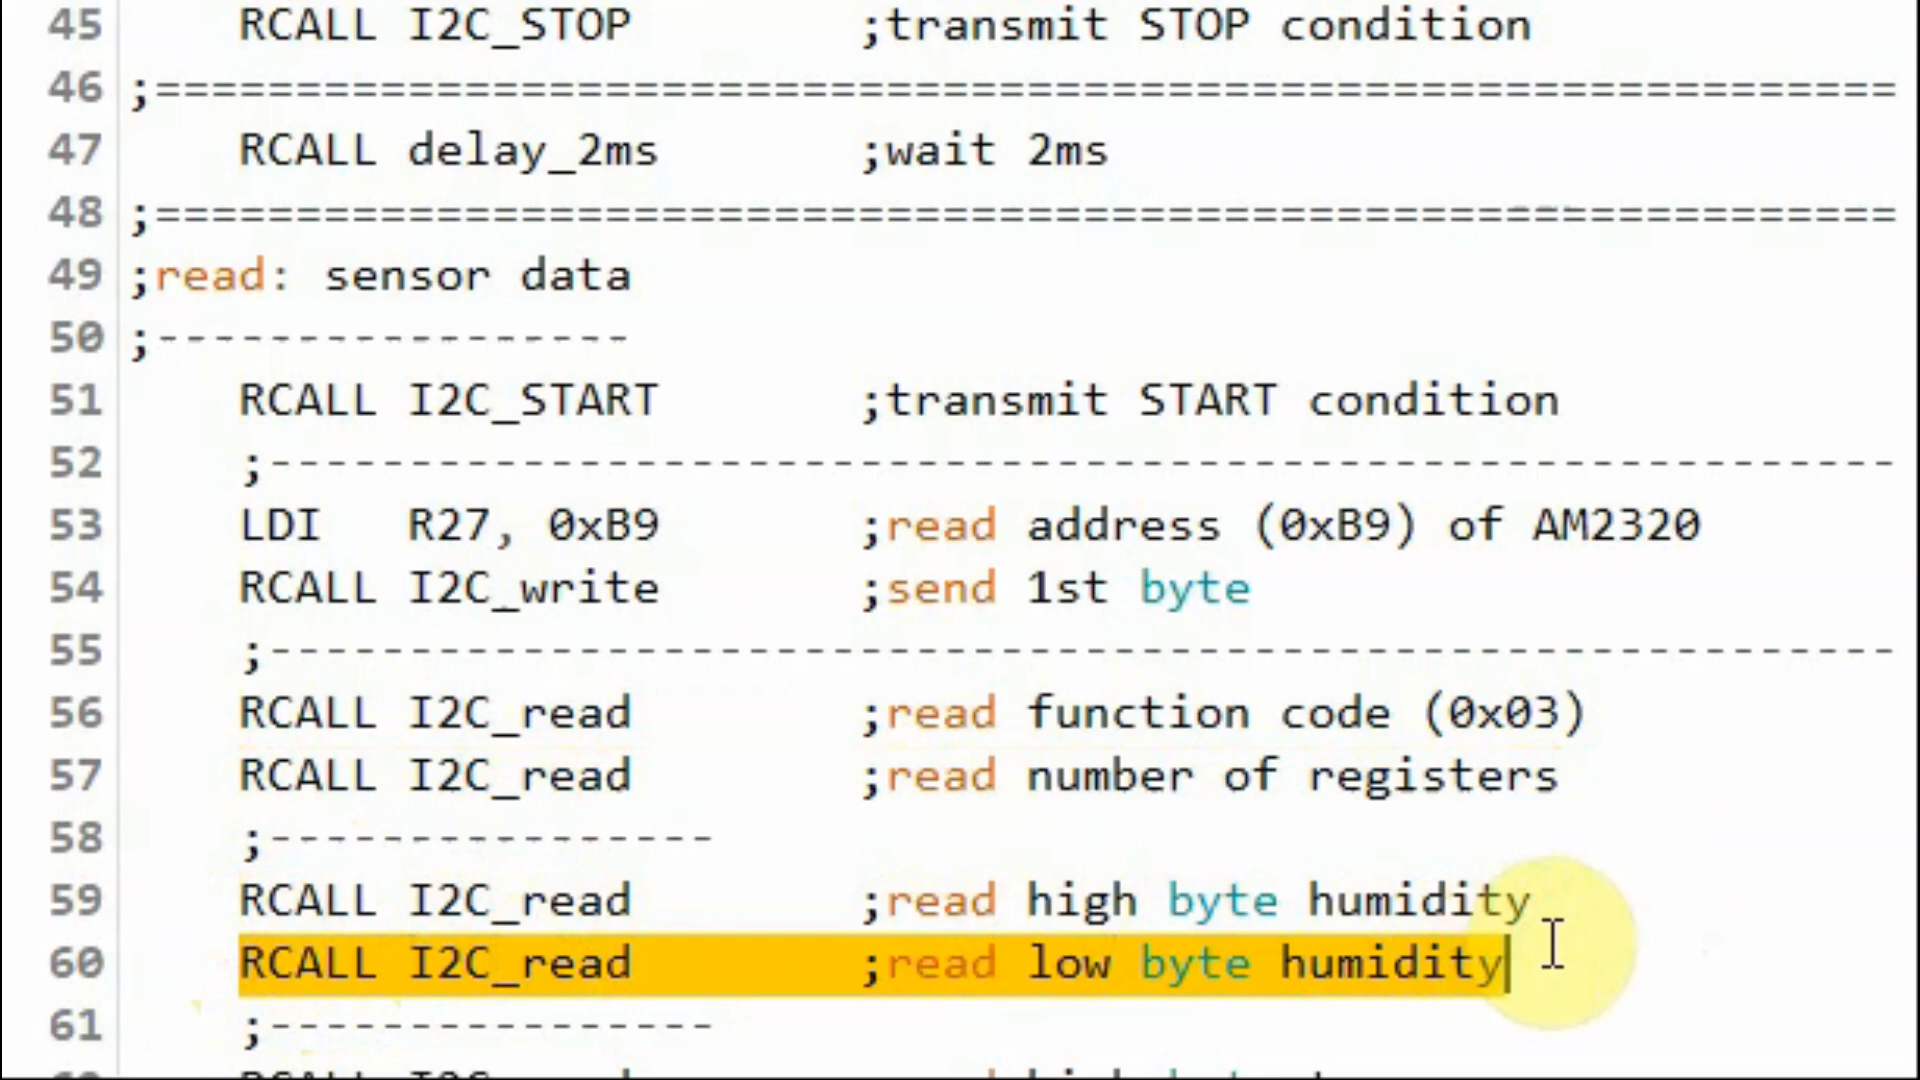 45 RCALL I2C_STOP ;transmit STOP condition
46 ;==============================================================
47 RCALL delay_2ms ;wait 2ms
48 ;==============================================================
49 ;read: sensor data
50 ;-----------------
51 RCALL I2C_START ;transmit START condition
52 ;----------------------------------------------------------
53 LDI R27, 0xB9 ;read address (0xB9) of AM2320
54 RCALL I2C_write ;send 1st byte
55 ;----------------------------------------------------------
56 RCALL I2C_read ;read function code (0x03)
57 RCALL I2C_read ;read number of registers
58 ;----------------
59 RCALL I2C_read ;read high byte humidity
60 RCALL I2C_read ;read low byte humidity
61 ;----------------